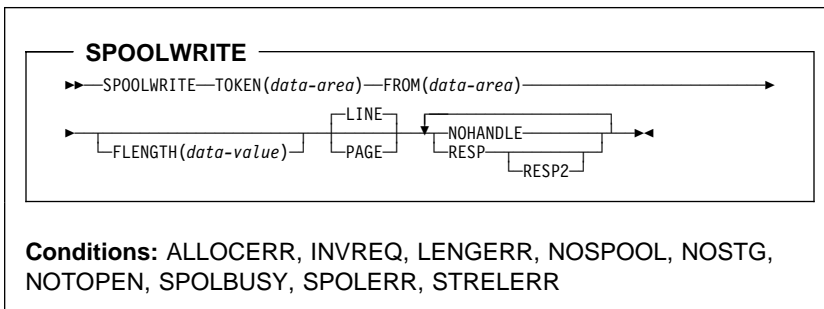 SPOOLWRITE
SPOOLWRITE TOKEN(data-area) FROM(data-area)
LINE
FLENGTH(data-value) PAGE NOHANDLE
RESP
RESP2
Conditions: ALLOCERR, INVREQ, LENGERR, NOSPOOL, NOSTG,
NOTOPEN, SPOLBUSY, SPOLERR, STRELERR